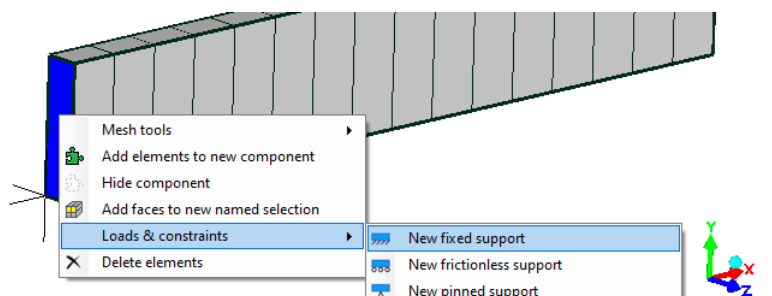 Mesh tools
Add elements to new component
Hide component
Add faces to new named selection
Loads & constraints
Delete elements
New fixed support
New frictionless support
New pinned support
Y
X
Z